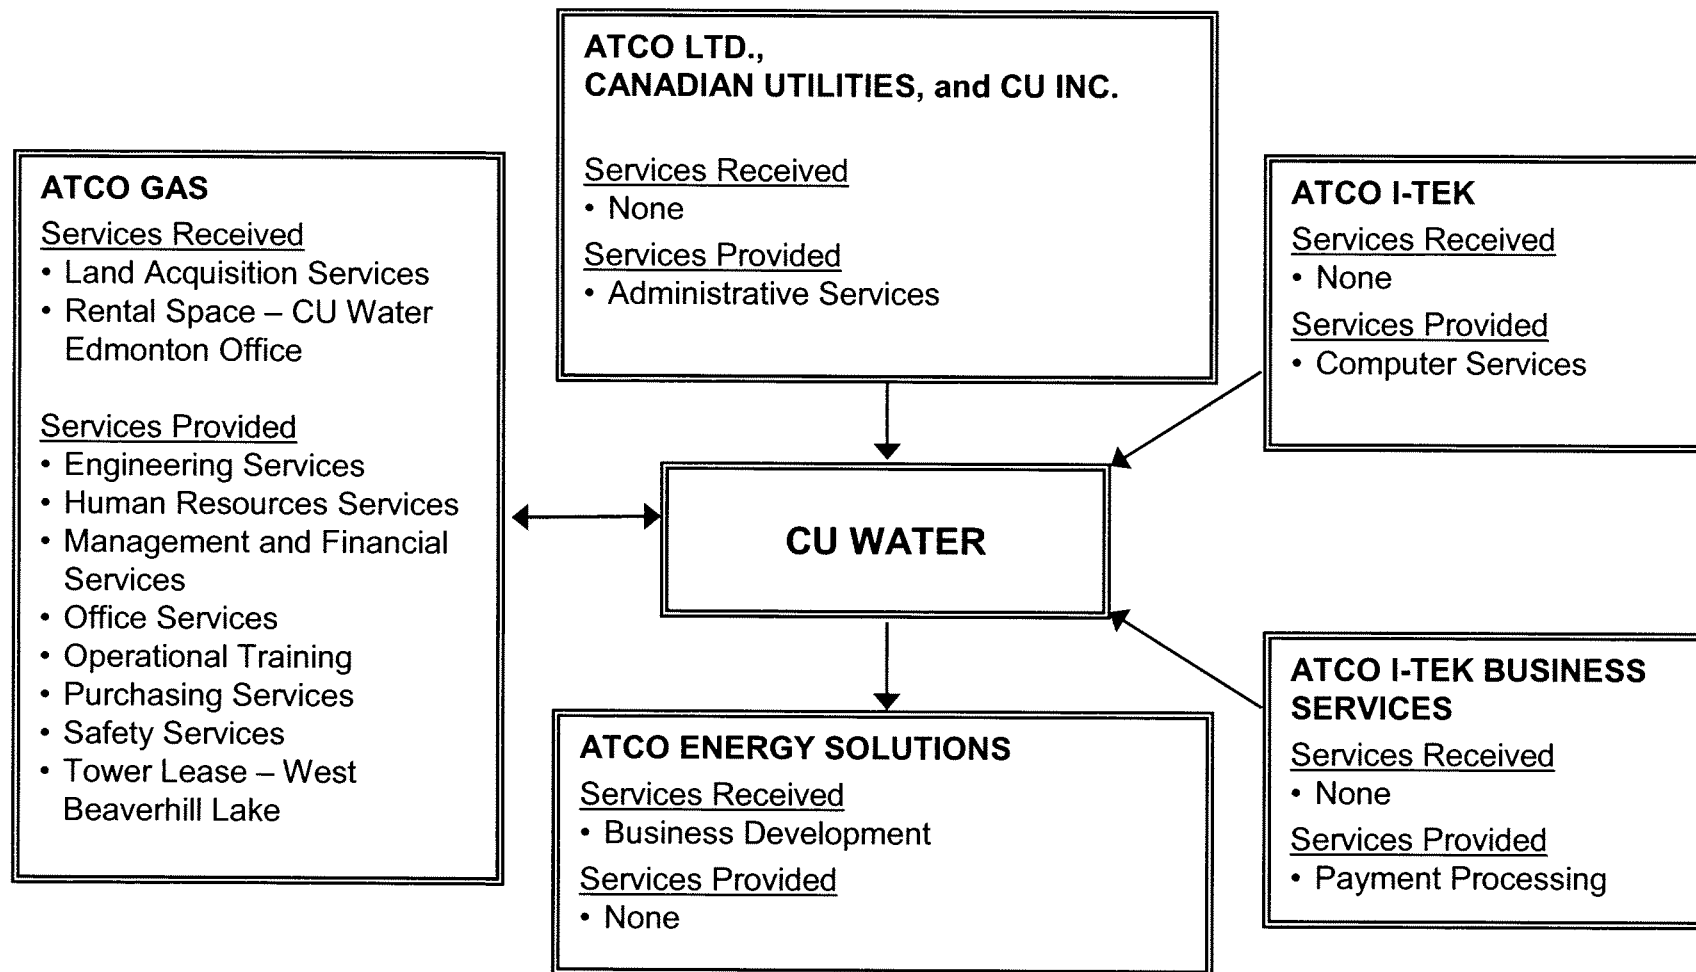 ATCO LTD.,
CANADIAN UTILITIES, and CU INC.
Services Received
• None
Services Provided
• Administrative Services
ATCO GAS
Services Received
• Land Acquisition Services
• Rental Space – CU Water
Edmonton Office
Services Provided
• Engineering Services
• Human Resources Services
• Management and Financial
Services
• Office Services
• Operational Training
• Purchasing Services
• Safety Services
• Tower Lease – West
Beaverhill Lake
ATCO I-TEK
Services Received
• None
Services Provided
• Computer Services
CU WATER
ATCO ENERGY SOLUTIONS
Services Received
• Business Development
Services Provided
• None
ATCO I-TEK BUSINESS
SERVICES
Services Received
• None
Services Provided
• Payment Processing